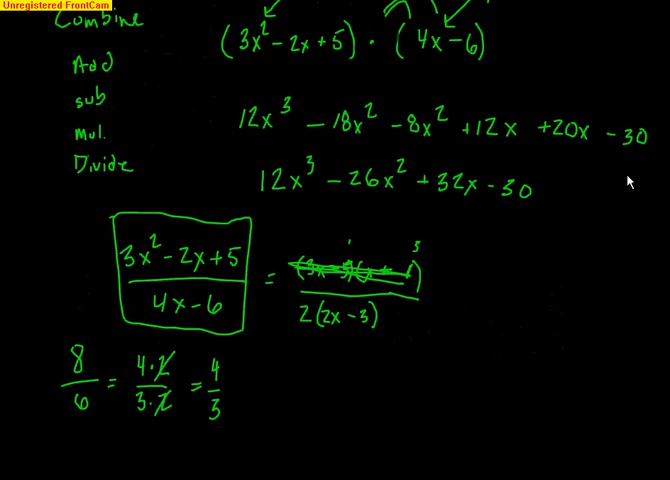 Unregistered FrontCam
Combine
(3x² - 2x + 5) · (4x - 6)
Add
sub
12x³ - 18x² - 8x² + 12x + 20x - 30
mul.
Divide
12x³ - 26x² + 32x - 30
3x² - 2x + 5 / 4x - 6 = / 2(2x - 3)
8/6 = 4·2/3·2 = 4/3